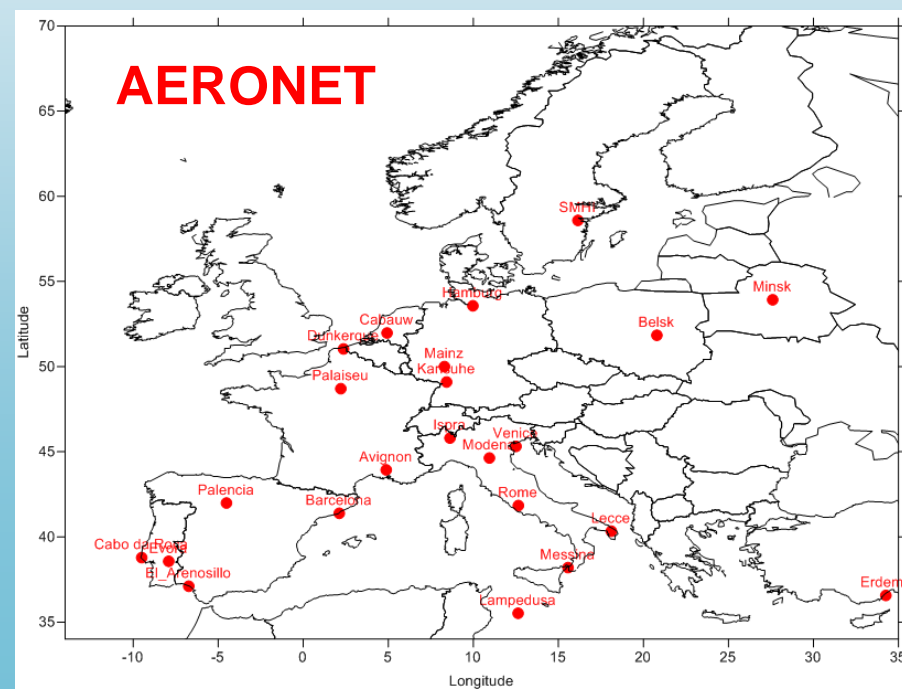 AERONET
70
65
60
55
50
45
40
35
Latitude
-10
-5
0
5
10
15
20
25
30
35
Longitude
SMHI
Minsk
Hamburg
Cabauw
Belsk
Dunkerque
Mainz
Palaiseu
Ispra
Venice
Modena
Avignon
Palencia
Barcelona
Rome
Lecce
Cabo da Roca
Evora
Messina
El_Arenosillo
Erdem
Lampedusa